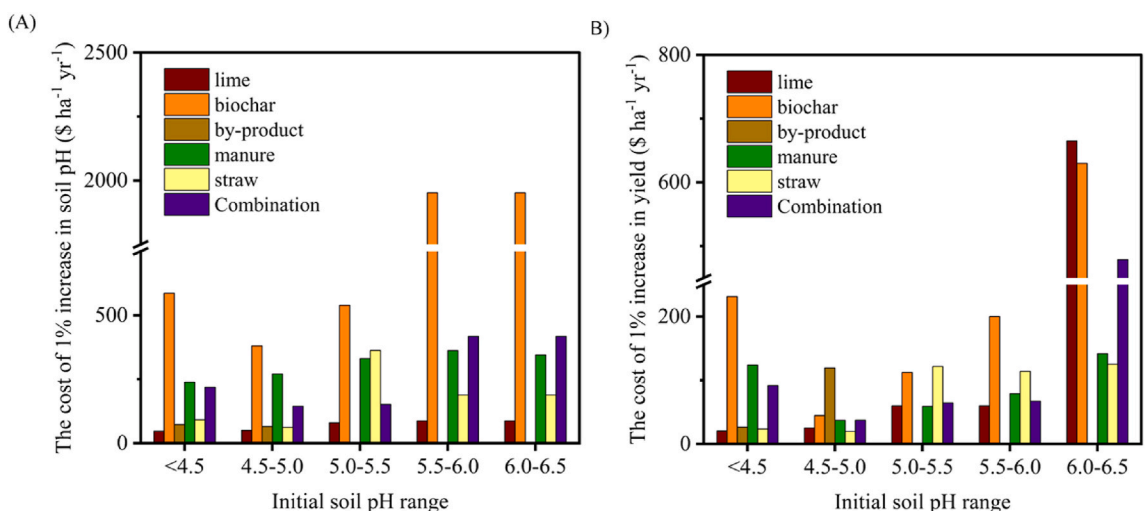 (A)
The cost of 1% increase in soil pH ($ ha⁻¹ yr⁻¹)
2500
2000
500
0
lime
biochar
by-product
manure
straw
Combination
<4.5
4.5-5.0
5.0-5.5
5.5-6.0
6.0-6.5
Initial soil pH range
B)
The cost of 1% increase in yield ($ ha⁻¹ yr⁻¹)
800
600
200
0
lime
biochar
by-product
manure
straw
Combination
<4.5
4.5-5.0
5.0-5.5
5.5-6.0
6.0-6.5
Initial soil pH range